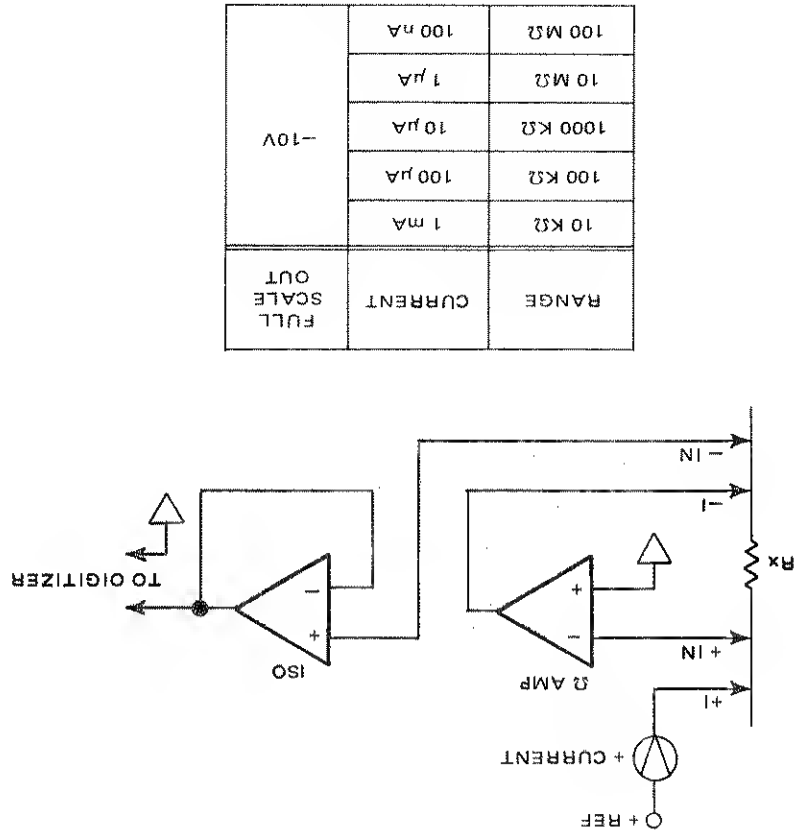 + REF
+ CURRENT
+I
Ω AMP
ISO
+ IN
−
+
+
−
Rx
TO DIGITIZER
−I
− IN
RANGE
CURRENT
FULL
SCALE
OUT
10 KΩ
1 mA
100 KΩ
100 µA
1000 KΩ
10 µA
−10V
10 MΩ
1 µA
100 MΩ
100 nA